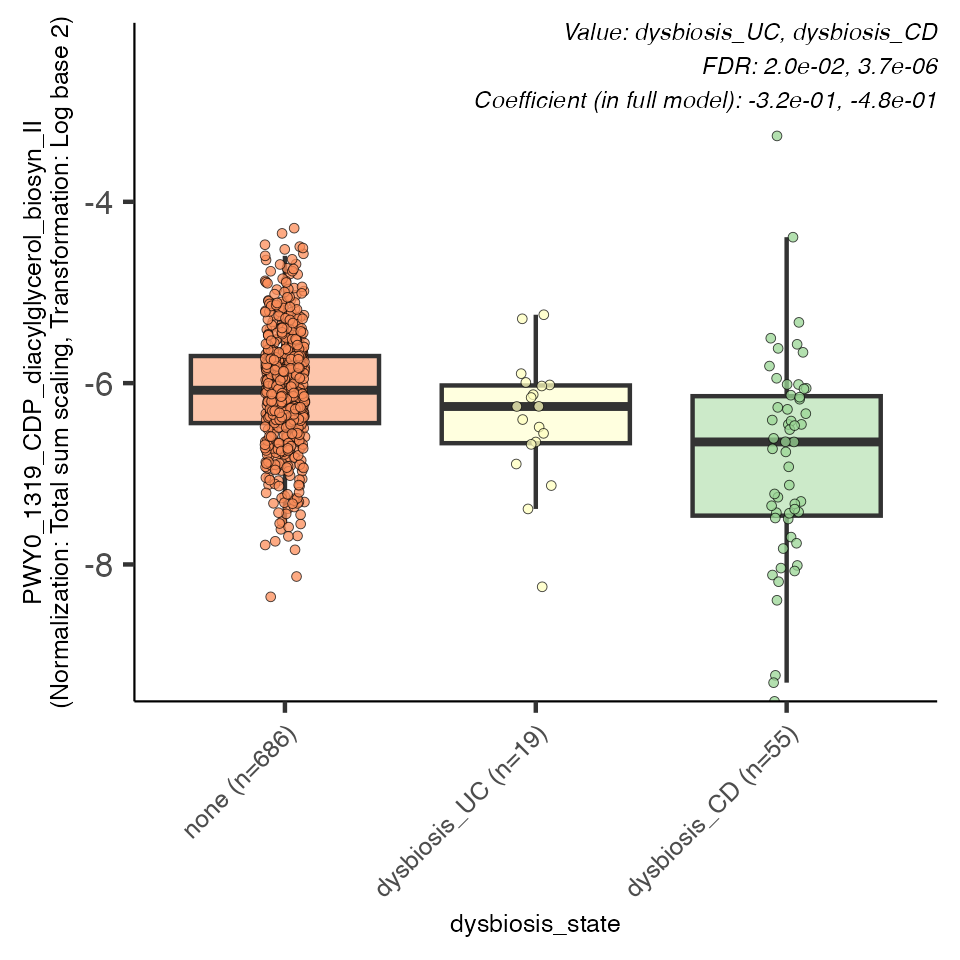 Value: dysbiosis_UC, dysbiosis_CD
FDR: 2.0e-02, 3.7e-06
Coefficient (in full model): -3.2e-01, -4.8e-01
PWY0_1319_CDP_diacylglycerol_biosyn_II
(Normalization: Total sum scaling, Transformation: Log base 2)
-4
-6
-8
none (n=686)
dysbiosis_UC (n=19)
dysbiosis_CD (n=55)
dysbiosis_state